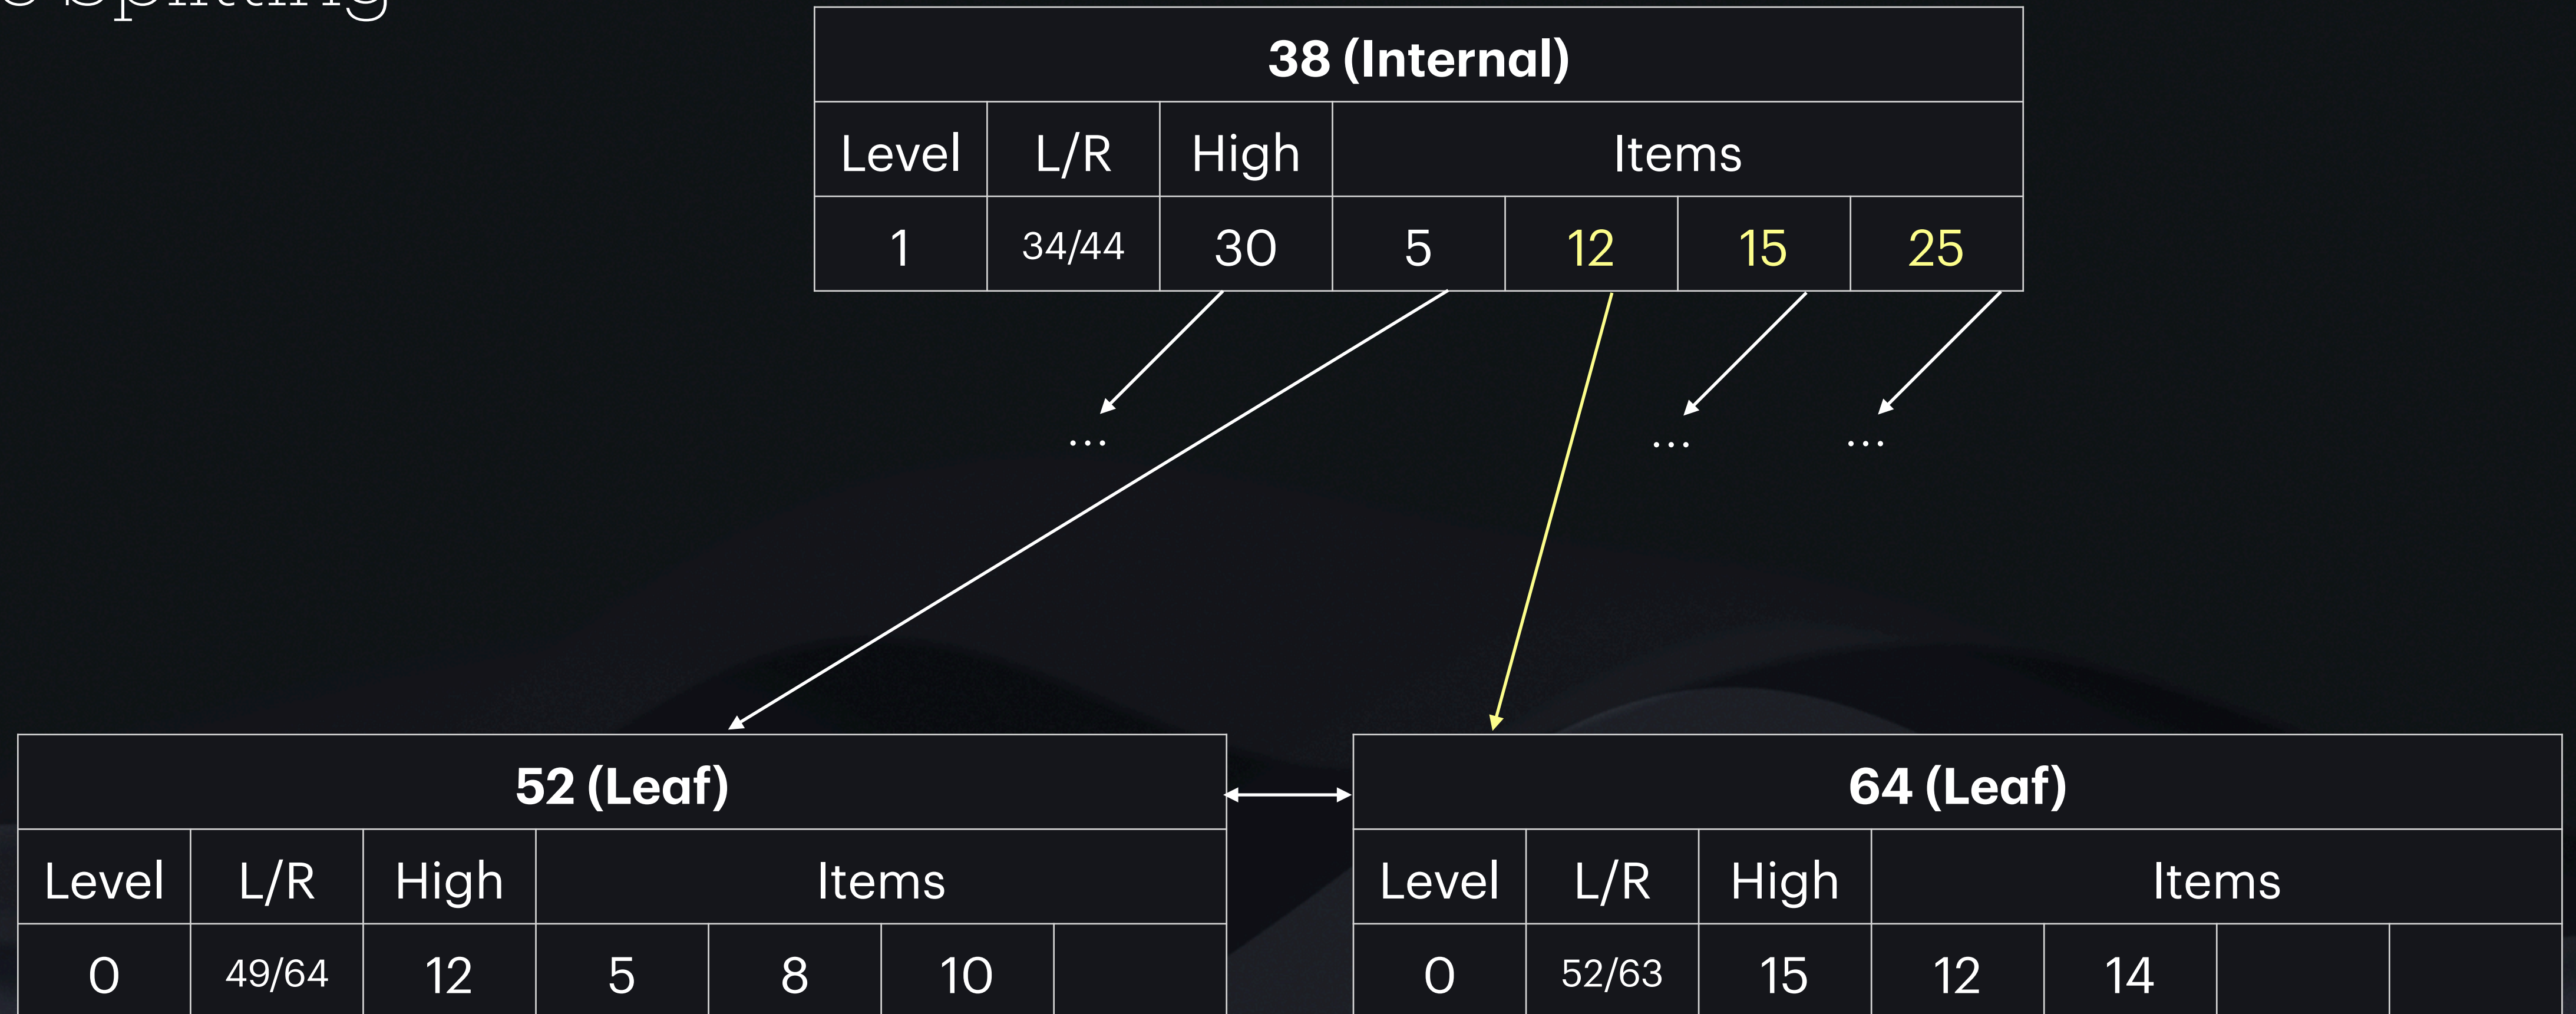 Splitting
38 (Internal)
Level L/R High Items
1 34/44 30 5 12 15 25
... ... ...
52 (Leaf)
Level L/R High Items
0 49/64 12 5 8 10
64 (Leaf)
Level L/R High Items
0 52/63 15 12 14